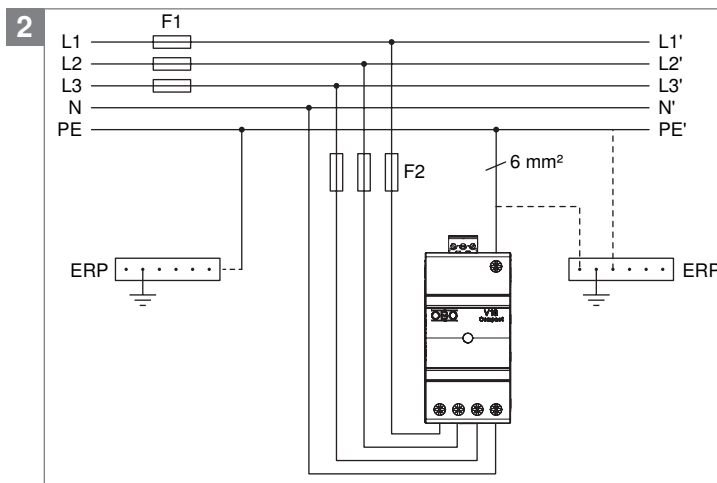 2
F1
L1 L1'
L2 L2'
L3 L3'
N N'
PE PE'
F2
6 mm²
ERP ERP
OBO V10
Compact